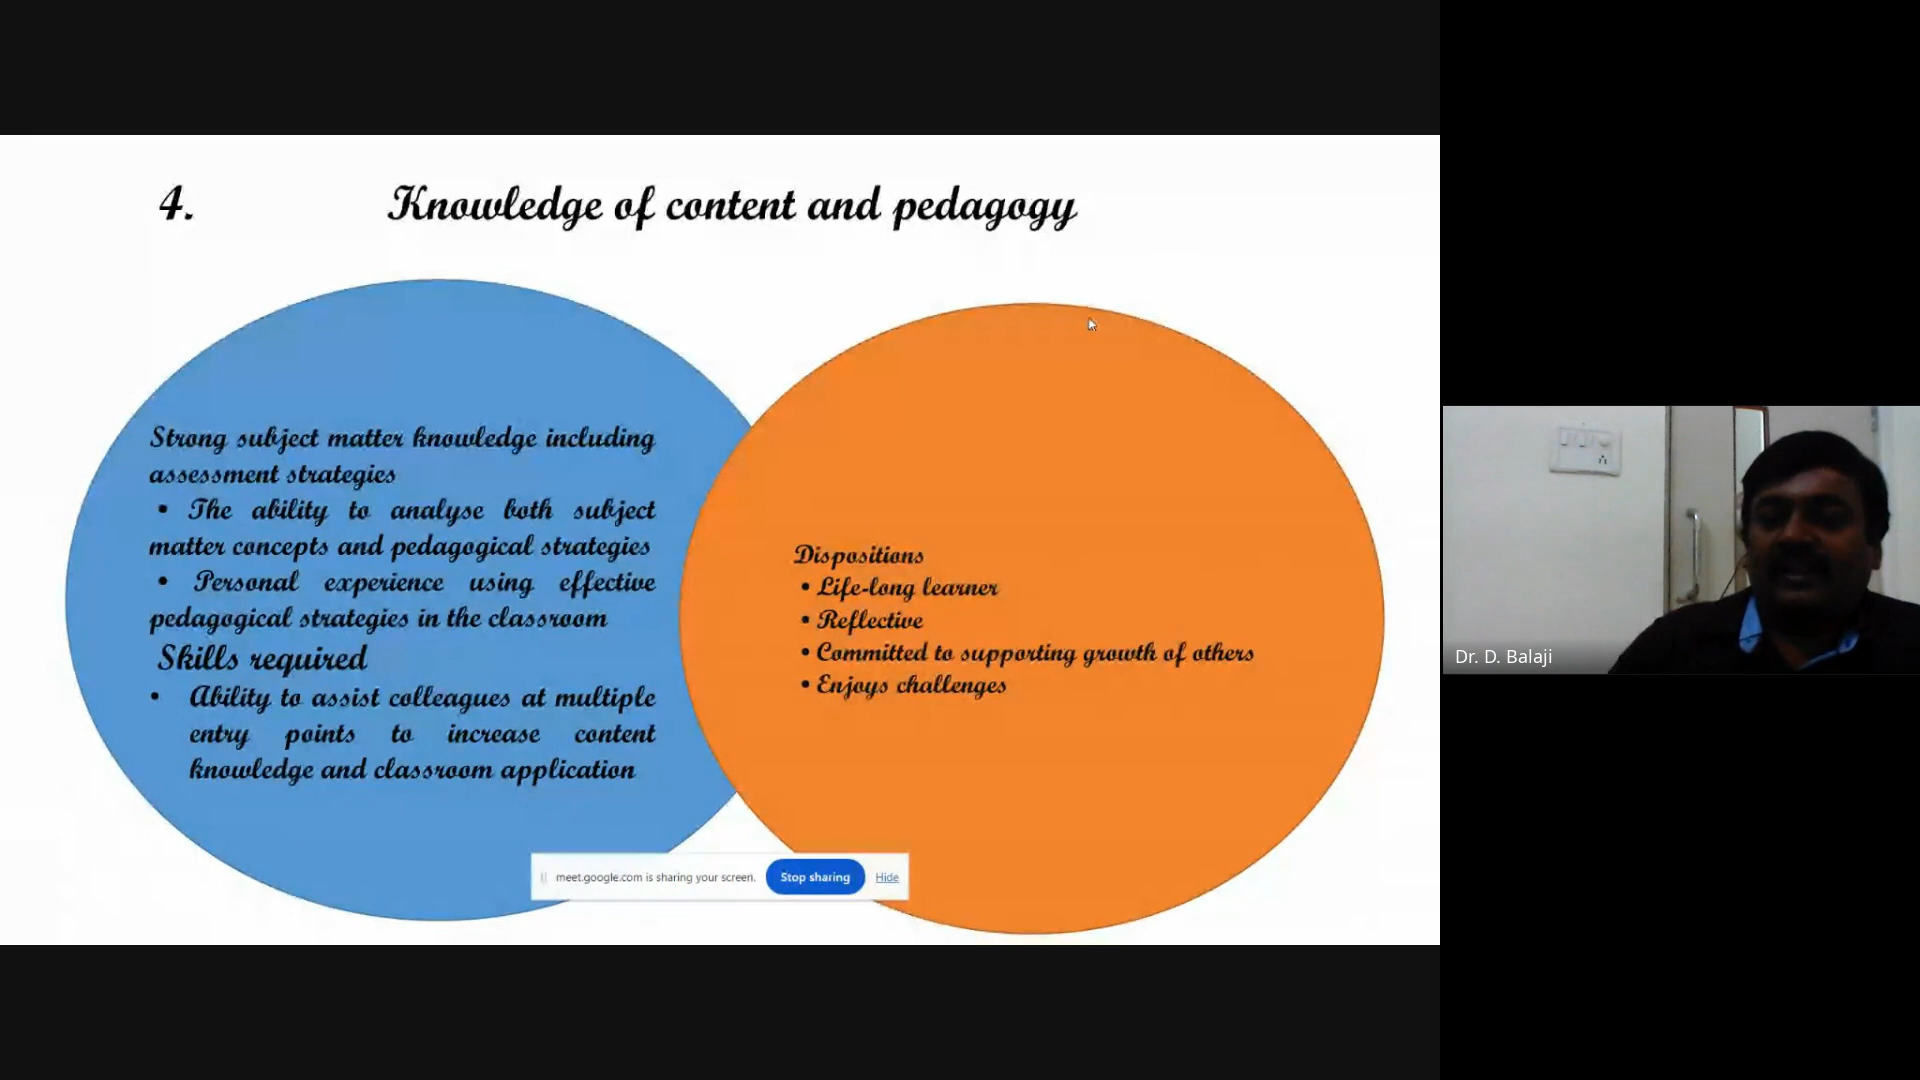 4. Knowledge of content and pedagogy
Strong subject matter knowledge including
assessment strategies
• The ability to analyse both subject
matter concepts and pedagogical strategies
• Personal experience using effective
pedagogical strategies in the classroom
Skills required
• Ability to assist colleagues at multiple
entry points to increase content
knowledge and classroom application
Dispositions
• Life-long learner
• Reflective
• Committed to supporting growth of others
• Enjoys challenges
meet.google.com is sharing your screen. Stop sharing Hide
Dr. D. Balaji